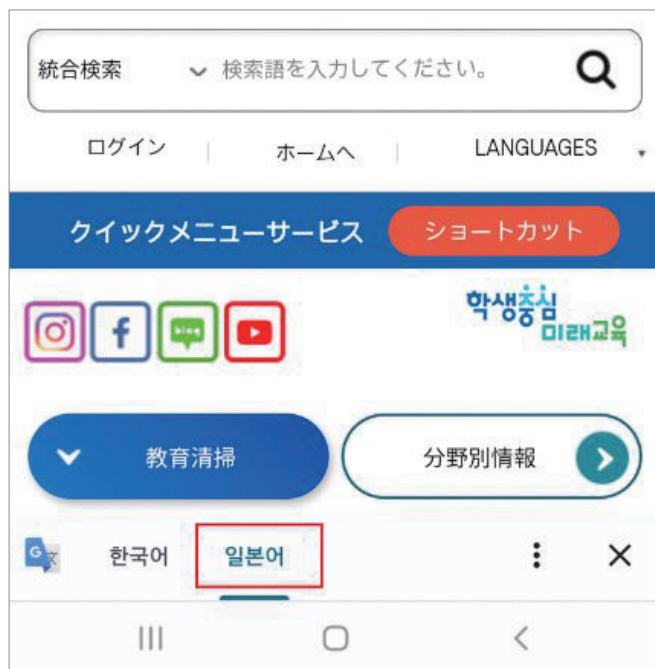 統合検索 検索語を入力してください。
ログイン ホームへ LANGUAGES
クイックメニューサービス ショートカット
학생중심
미래교육
blog
教育清掃 分野別情報
G 文
한국어 일본어